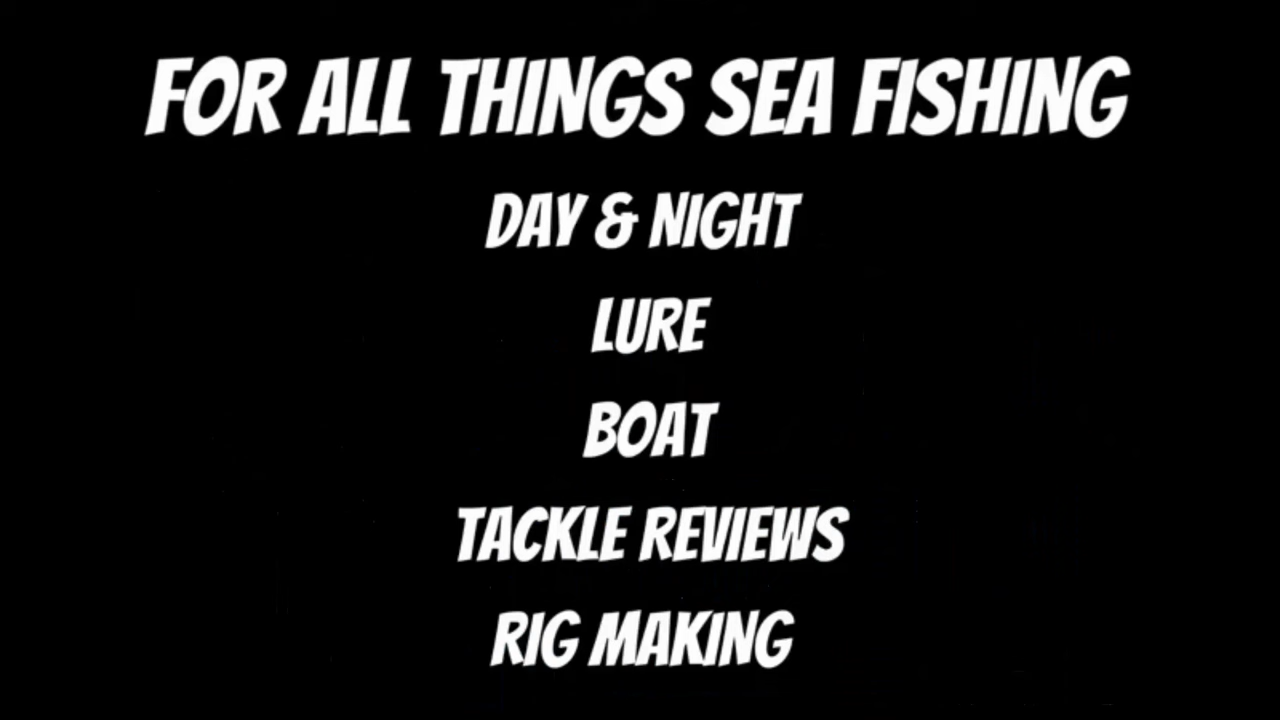 FOR ALL THINGS SEA FISHING
DAY & NIGHT
LURE
BOAT
TACKLE REVIEWS
RIG MAKING